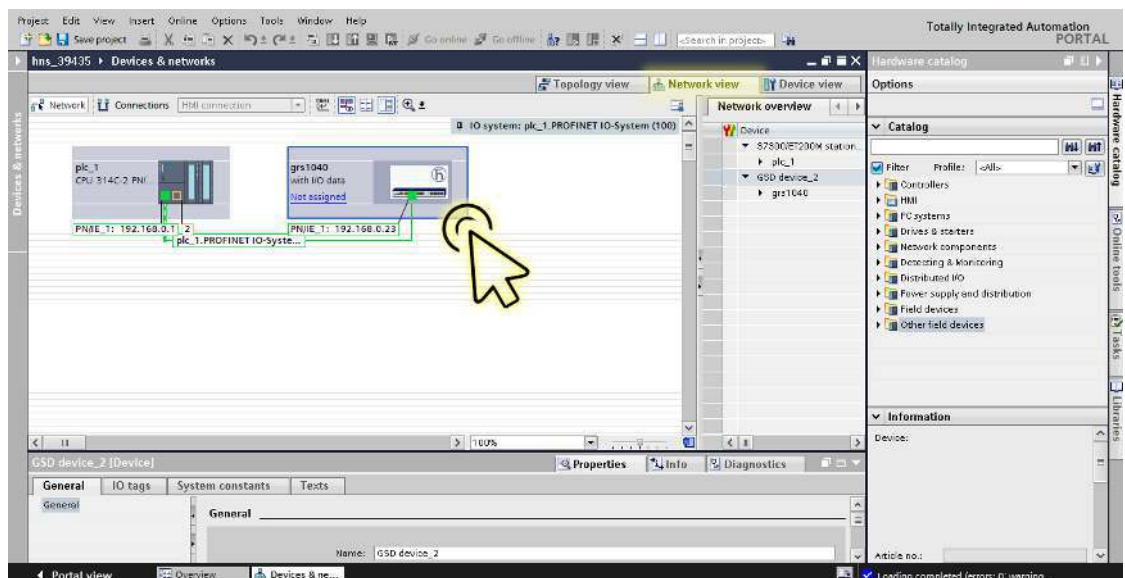 Project Edit View Insert Online Options Tools Window Help
Totally Integrated Automation
PORTAL
Save project Go online Go offline <Search in project>
hns_39435 ▸ Devices & networks
Hardware catalog
Topology view Network view Device view
Options
Network Connections HMI connection
Network overview
IO system: plc_1.PROFINET IO-System (100)
Catalog
Device
S7300/ET200M station...
plc_1
GSD device_2
grs1040
Filter Profile: <All>
Controllers
HMI
PC systems
Drives & starters
Network components
Detecting & Monitoring
Distributed I/O
Power supply and distribution
Field devices
Other field devices
plc_1
CPU 314C-2 PN/...
grs1040
with I/O data
Not assigned
PN/IE_1: 192.168.0.1 2
PN/IE_1: 192.168.0.23
plc_1.PROFINET IO-Syste...
Devices & networks
Hardware catalog
Online tools
Tasks
Libraries
100%
Information
Device:
GSD device_2 [Device]
Properties Info Diagnostics
General IO tags System constants Texts
General
General
Name: GSD device_2
Article no.:
Portal view Overview Devices & ne...
Loading completed (errors: 0; warning